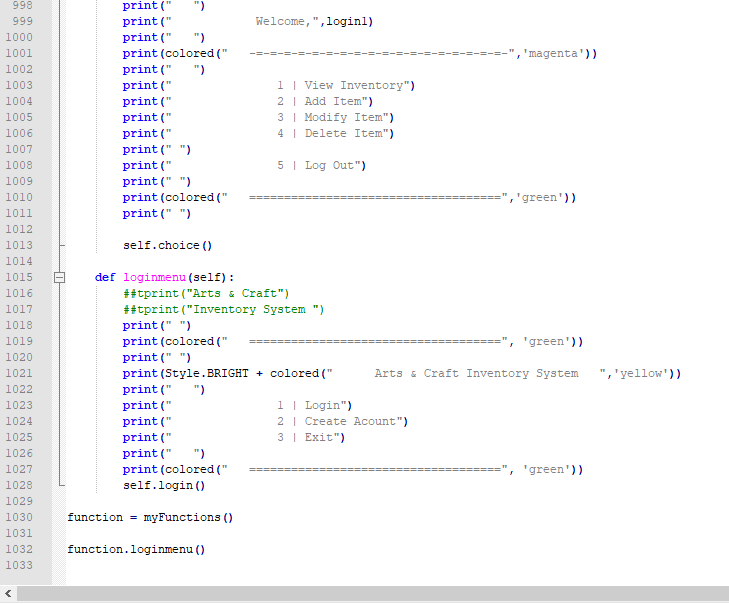 998 print("   ")
999 print("            Welcome,",login1)
1000 print("   ")
1001 print(colored("   -=-=-=-=-=-=-=-=-=-=-=-=-=-=-=-=-=-=-",'magenta'))
1002 print("   ")
1003 print("               1 | View Inventory")
1004 print("               2 | Add Item")
1005 print("               3 | Modify Item")
1006 print("               4 | Delete Item")
1007 print(" ")
1008 print("               5 | Log Out")
1009 print(" ")
1010 print(colored("   ====================================",'green'))
1011 print(" ")
1012
1013 self.choice()
1014
1015 def loginmenu(self):
1016 ##tprint("Arts & Craft")
1017 ##tprint("Inventory System ")
1018 print(" ")
1019 print(colored("   ====================================", 'green'))
1020 print(" ")
1021 print(Style.BRIGHT + colored("      Arts & Craft Inventory System   ",'yellow'))
1022 print("   ")
1023 print("               1 | Login")
1024 print("               2 | Create Acount")
1025 print("               3 | Exit")
1026 print("   ")
1027 print(colored("   ====================================", 'green'))
1028 self.login()
1029
1030 function = myFunctions()
1031
1032 function.loginmenu()
1033